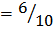 = 6/10